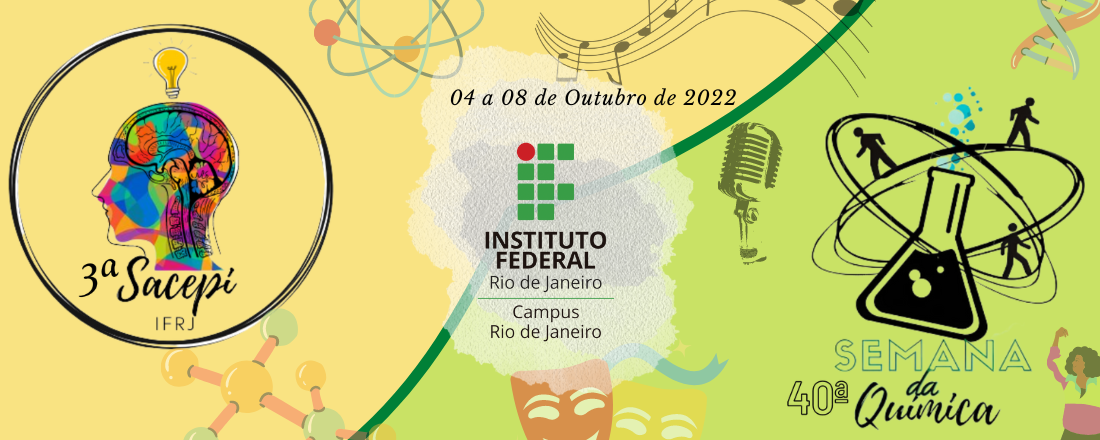 3ª Sacepi
IFRJ
04 a 08 de Outubro de 2022
INSTITUTO
FEDERAL
Rio de Janeiro
Campus
Rio de Janeiro
SEMANA
da
40ª Química